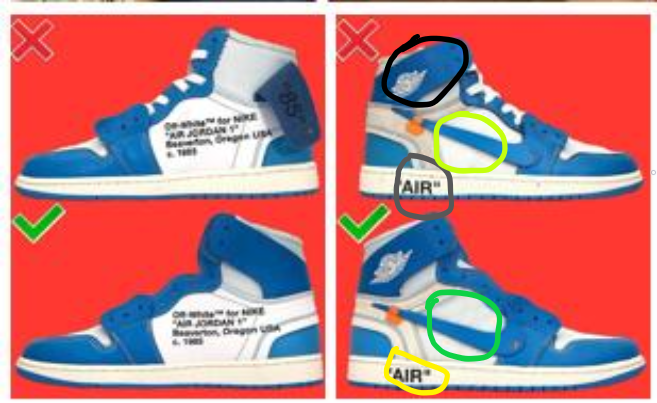 "85"
Off-White™ for NIKE
"AIR JORDAN 1"
Beaverton, Oregon USA
c. 1985
"AIR"
Off-White™ for NIKE
"AIR JORDAN 1"
Beaverton, Oregon USA
c. 1985
"AIR"